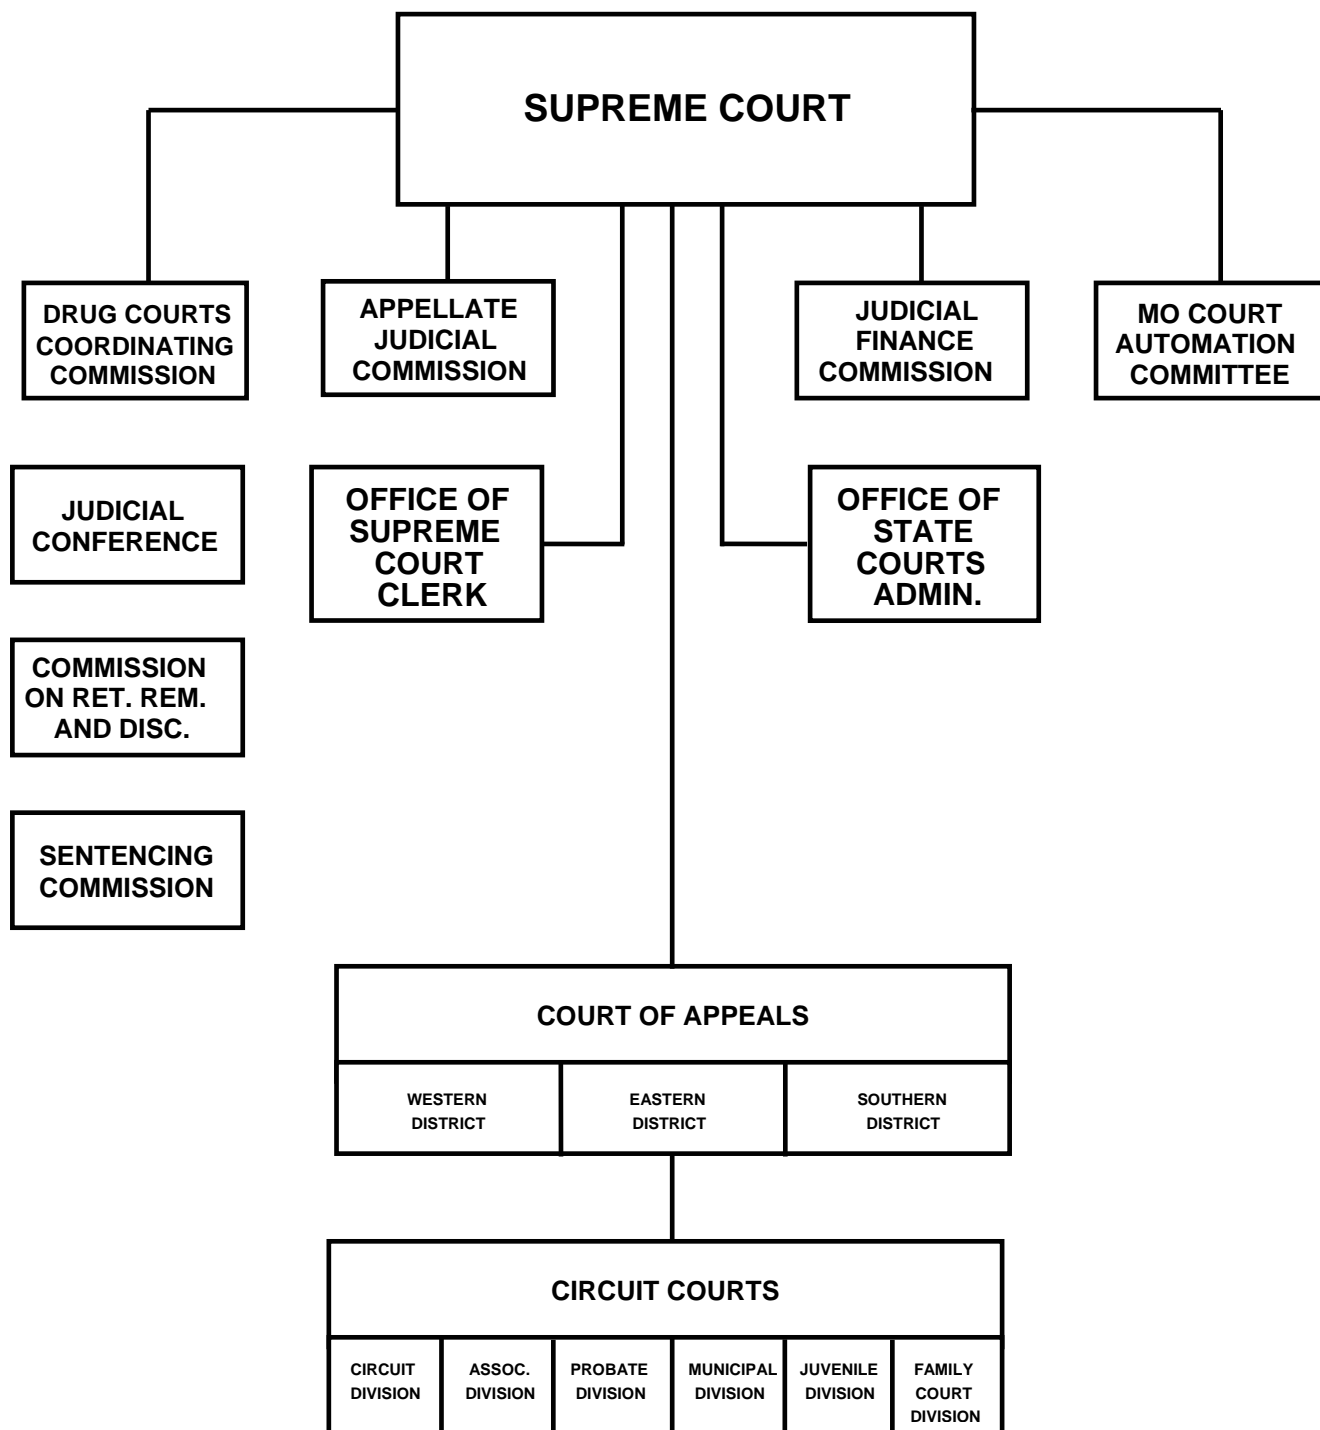 SUPREME COURT
DRUG COURTS
COORDINATING
COMMISSION
APPELLATE
JUDICIAL
COMMISSION
JUDICIAL
FINANCE
COMMISSION
MO COURT
AUTOMATION
COMMITTEE
JUDICIAL
CONFERENCE
OFFICE OF
SUPREME
COURT
CLERK
OFFICE OF
STATE
COURTS
ADMIN.
COMMISSION
ON RET. REM.
AND DISC.
SENTENCING
COMMISSION
COURT OF APPEALS
WESTERN
DISTRICT
EASTERN
DISTRICT
SOUTHERN
DISTRICT
CIRCUIT COURTS
CIRCUIT
DIVISION
ASSOC.
DIVISION
PROBATE
DIVISION
MUNICIPAL
DIVISION
JUVENILE
DIVISION
FAMILY
COURT
DIVISION